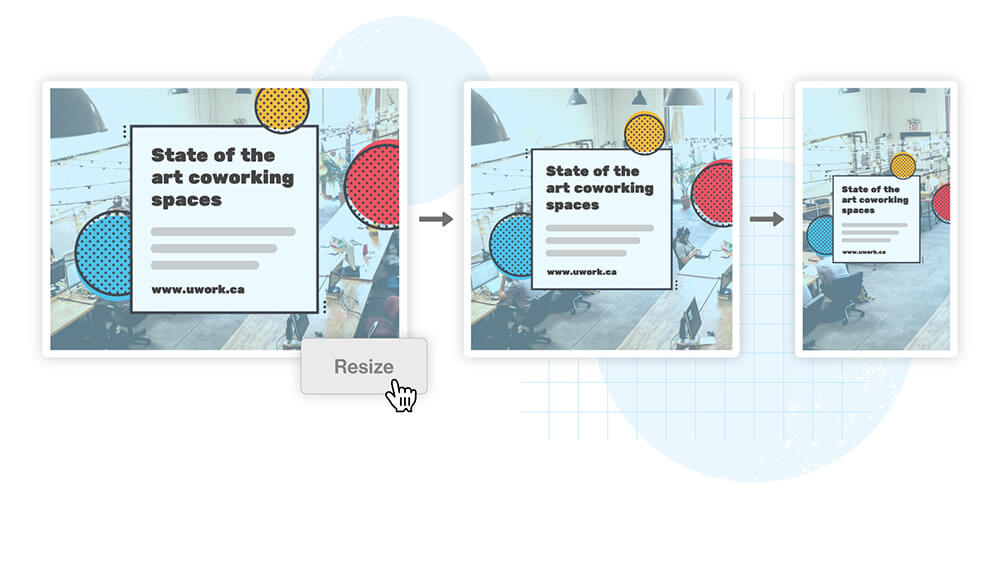 State of the
art coworking
spaces
www.uwork.ca
Resize
State of the
art coworking
spaces
www.uwork.ca
EXIT
State of the
art coworking
spaces
www.uwork.ca